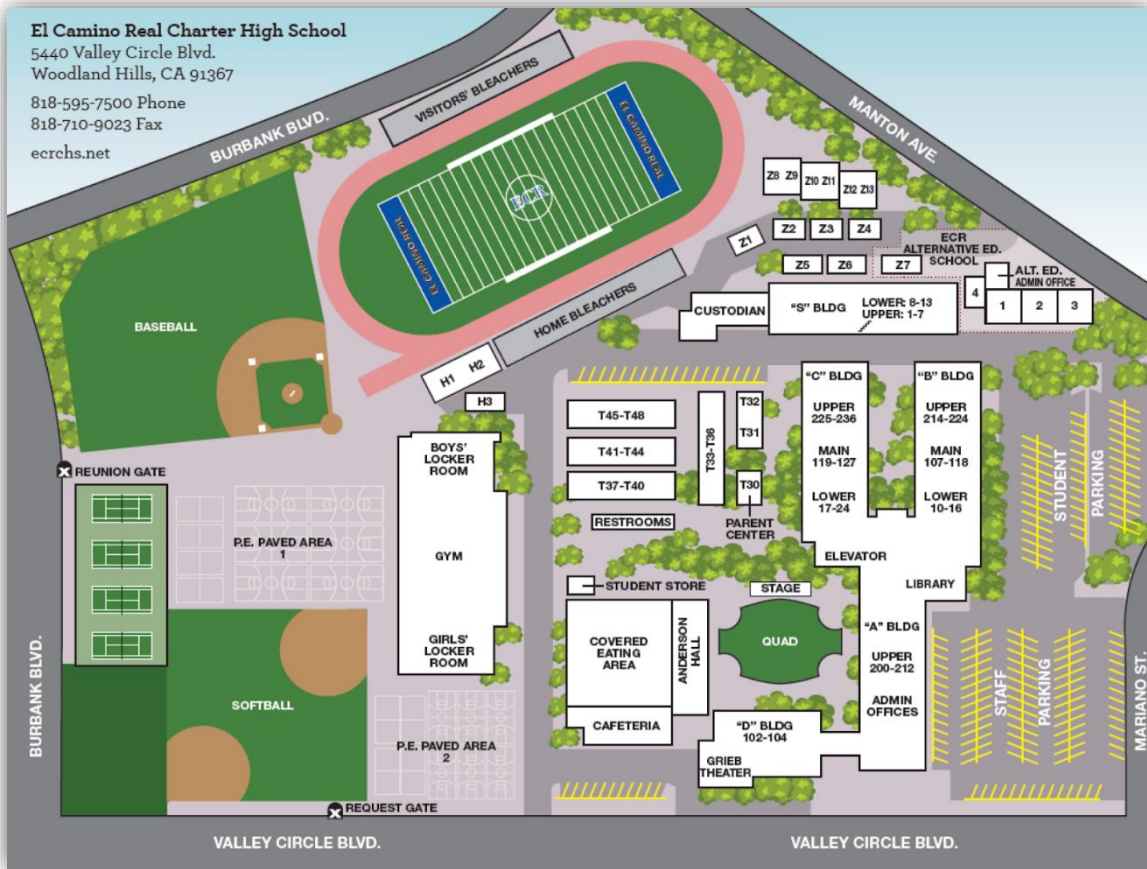 El Camino Real Charter High School
5440 Valley Circle Blvd.
Woodland Hills, CA 91367
818-595-7500 Phone
818-710-9023 Fax
ecrchs.net
BURBANK BLVD.
VISITORS' BLEACHERS
MANTON AVE.
EL CAMINO REAL
ECR
EL CAMINO REAL
HOME BLEACHERS
Z8 Z9
Z10 Z11
Z12 Z13
Z1
Z2
Z3
Z4
Z5
Z6
Z7
ECR
ALTERNATIVE ED.
SCHOOL
ALT. ED.
ADMIN OFFICE
4
1
2
3
CUSTODIAN
"S" BLDG
LOWER: 8-13
UPPER: 1-7
BASEBALL
H1 H2
H3
BOYS'
LOCKER
ROOM
GYM
GIRLS'
LOCKER
ROOM
REUNION GATE
P.E. PAVED AREA
1
SOFTBALL
P.E. PAVED AREA
2
REQUEST GATE
BURBANK BLVD.
T45-T48
T41-T44
T37-T40
T33-T36
T32
T31
T30
PARENT
CENTER
RESTROOMS
STUDENT STORE
COVERED
EATING
AREA
ANDERSON
HALL
CAFETERIA
STAGE
QUAD
"C" BLDG
UPPER
225-236
MAIN
119-127
LOWER
17-24
"B" BLDG
UPPER
214-224
MAIN
107-118
LOWER
10-16
ELEVATOR
LIBRARY
"A" BLDG
UPPER
200-212
ADMIN
OFFICES
"D" BLDG
102-104
GRIEB
THEATER
STUDENT
PARKING
STAFF
PARKING
MARIANO ST.
VALLEY CIRCLE BLVD.
VALLEY CIRCLE BLVD.